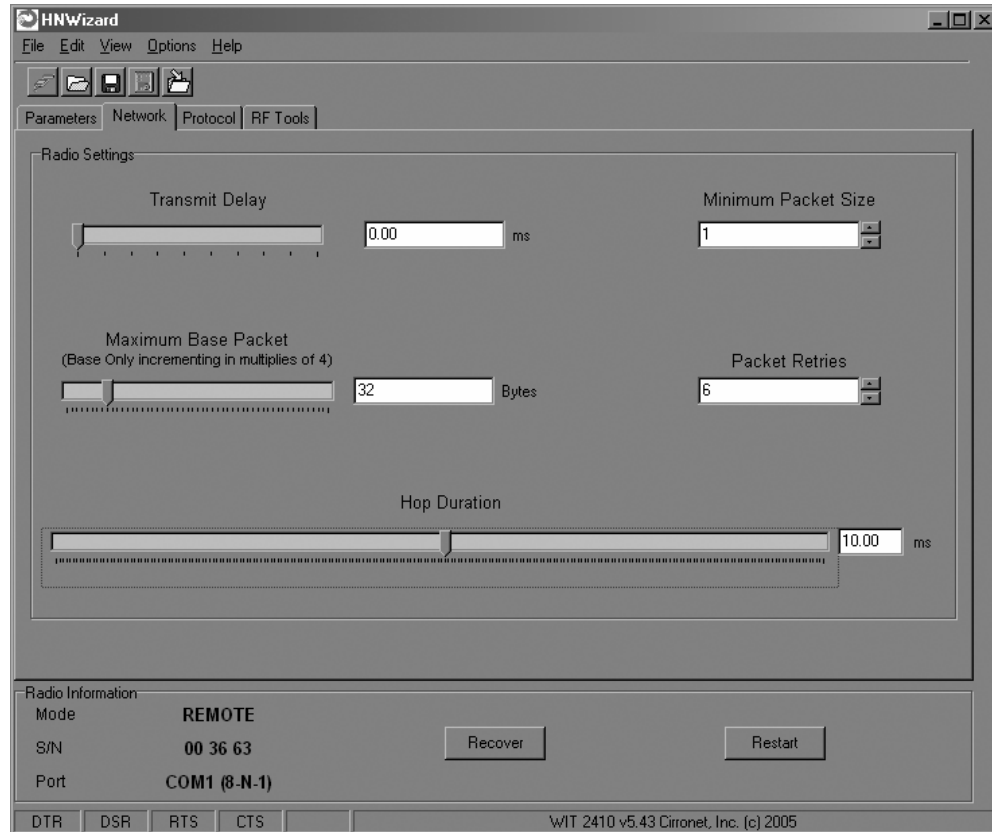 HNWizard
File Edit View Options Help
Parameters Network Protocol RF Tools
Radio Settings
Transmit Delay
0.00 ms
Minimum Packet Size
1
Maximum Base Packet
(Base Only incrementing in multiplies of 4)
32 Bytes
Packet Retries
6
Hop Duration
10.00 ms
Radio Information
Mode REMOTE
S/N 00 36 63
Port COM1 (8-N-1)
Recover Restart
DTR DSR RTS CTS WIT 2410 v5.43 Cirronet, Inc. (c) 2005